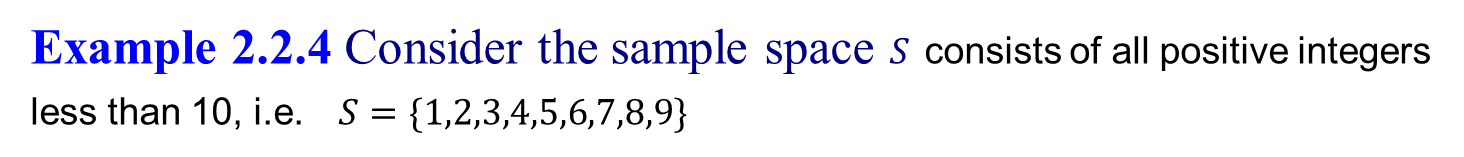 Example 2.2.4 Consider the sample space S consists of all positive integers
less than 10, i.e. S = {1,2,3,4,5,6,7,8,9}